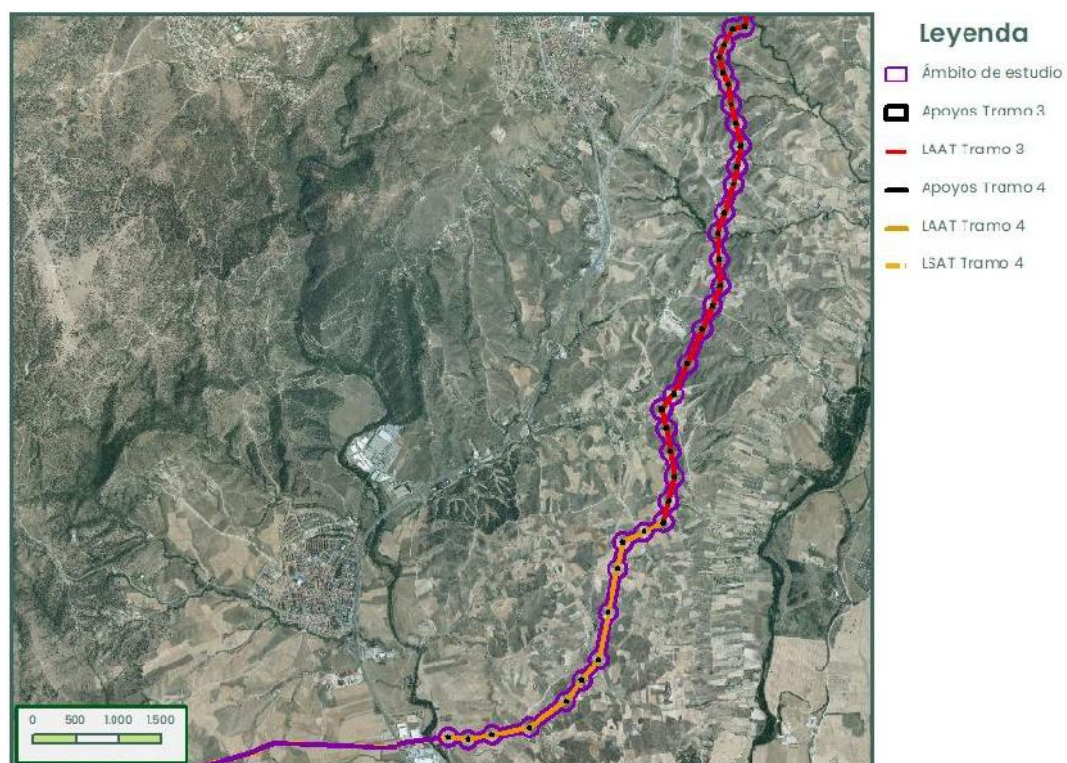 Leyenda
Ámbito de estudio
Apoyos Tramo 3
LAAT Tramo 3
Apoyos Tramo 4
LAAT Tramo 4
LSAT Tramo 4
0 500 1.000 1.500